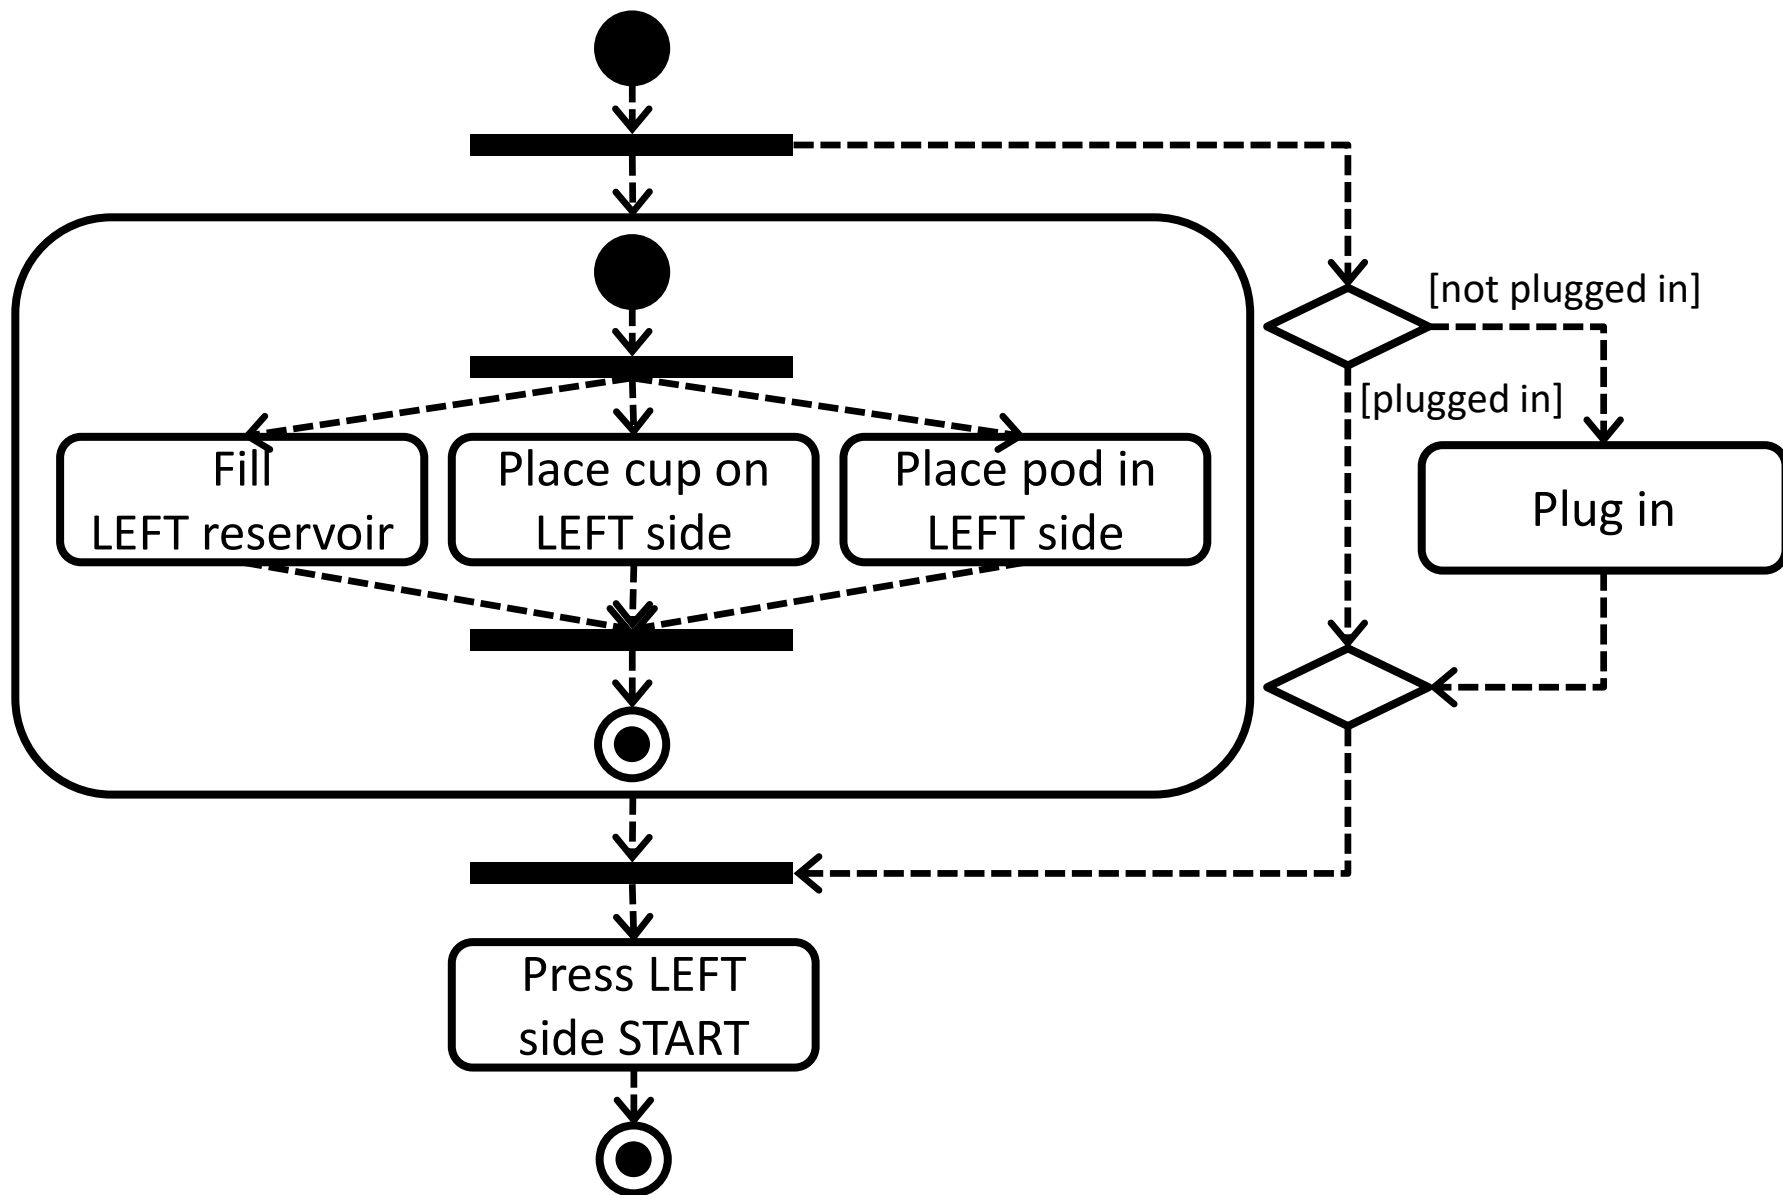 [not plugged in]
[plugged in]
Fill
LEFT reservoir
Place cup on
LEFT side
Place pod in
LEFT side
Plug in
Press LEFT
side START